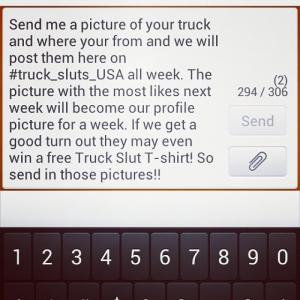 Send me a picture of your truck
and where your from and we will
post them here on
#truck_sluts_USA all week. The
picture with the most likes next
week will become our profile
picture for a week. If we get a
good turn out they may even
win a free Truck Slut T-shirt! So
send in those pictures!!
(2)
294 / 306
Send
1 2 3 4 5 6 7 8 9 0